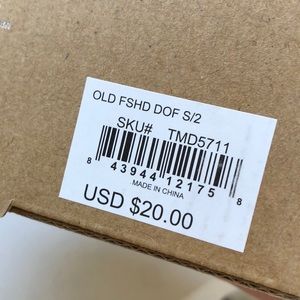 OLD FSHD DOF S/2
SKU# TMD5711
8 43944 12175 8
MADE IN CHINA
USD $20.00